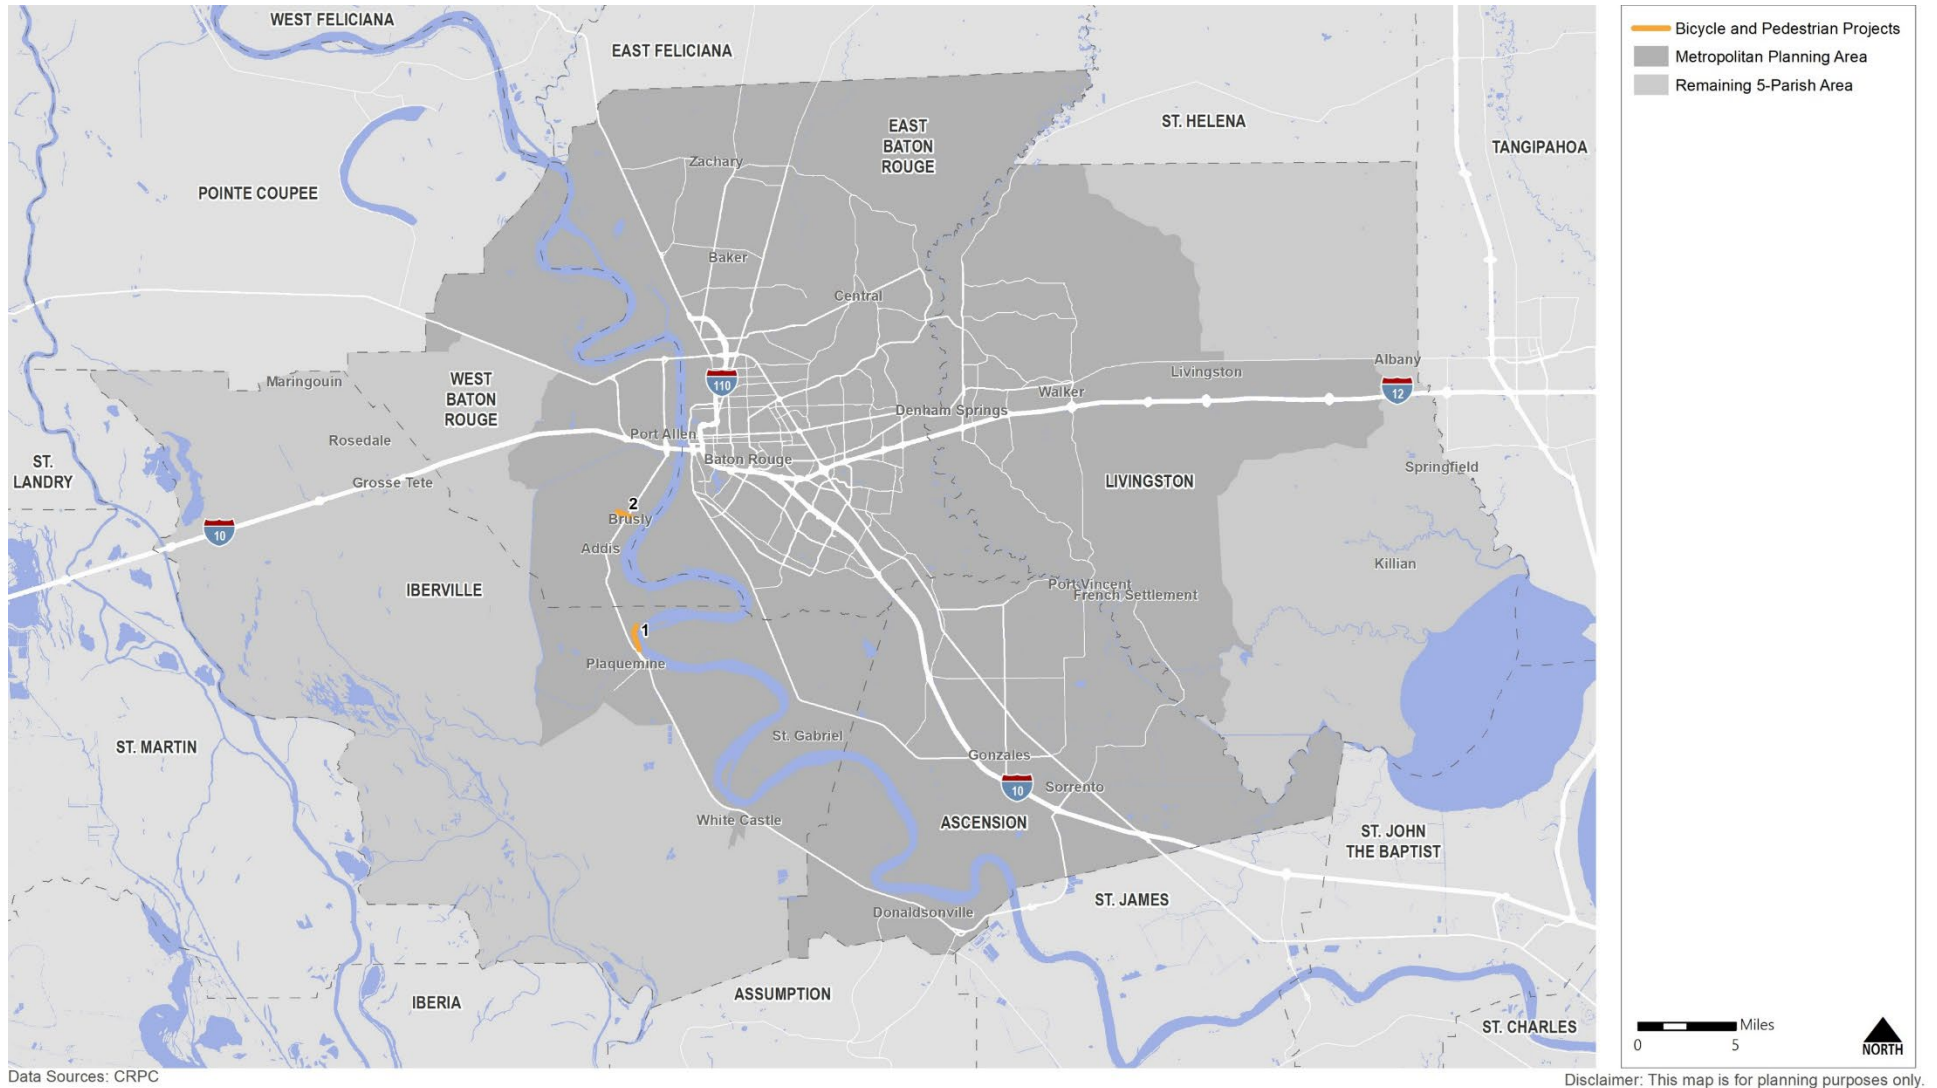 WEST FELICIANA
EAST FELICIANA
ST. HELENA
TANGIPAHOA
EAST
BATON
ROUGE
Zachary
POINTE COUPEE
Baker
Central
Maringouin
WEST
BATON
ROUGE
110
Albany
Livingston
12
Walker
Denham Springs
Rosedale
Port Allen
Baton Rouge
ST.
LANDRY
Grosse Tete
LIVINGSTON
Springfield
10
2
Brusly
Addis
Killian
IBERVILLE
Port Vincent
French Settlement
1
Plaquemine
ST. MARTIN
St. Gabriel
Gonzales
10
Sorrento
White Castle
ASCENSION
ST. JOHN
THE BAPTIST
Donaldsonville
ST. JAMES
IBERIA
ASSUMPTION
ST. CHARLES
Bicycle and Pedestrian Projects
Metropolitan Planning Area
Remaining 5-Parish Area
Miles
0 5
NORTH
Data Sources: CRPC
Disclaimer: This map is for planning purposes only.